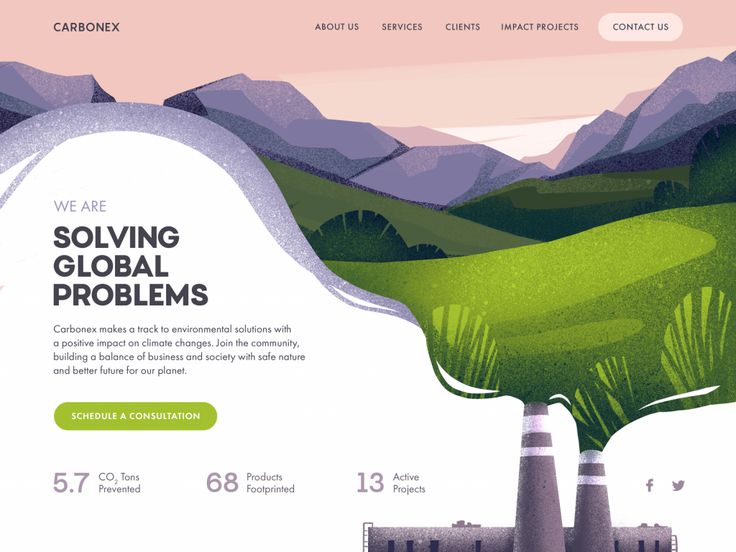 CARBONEX
ABOUT US
SERVICES
CLIENTS
IMPACT PROJECTS
CONTACT US
WE ARE
SOLVING
GLOBAL
PROBLEMS
Carbonex makes a track to environmental solutions with
a positive impact on climate changes. Join the community,
building a balance of business and society with safe nature
and better future for our planet.
SCHEDULE A CONSULTATION
5.7
CO₂ Tons
Prevented
68
Products
Footprinted
13
Active
Projects